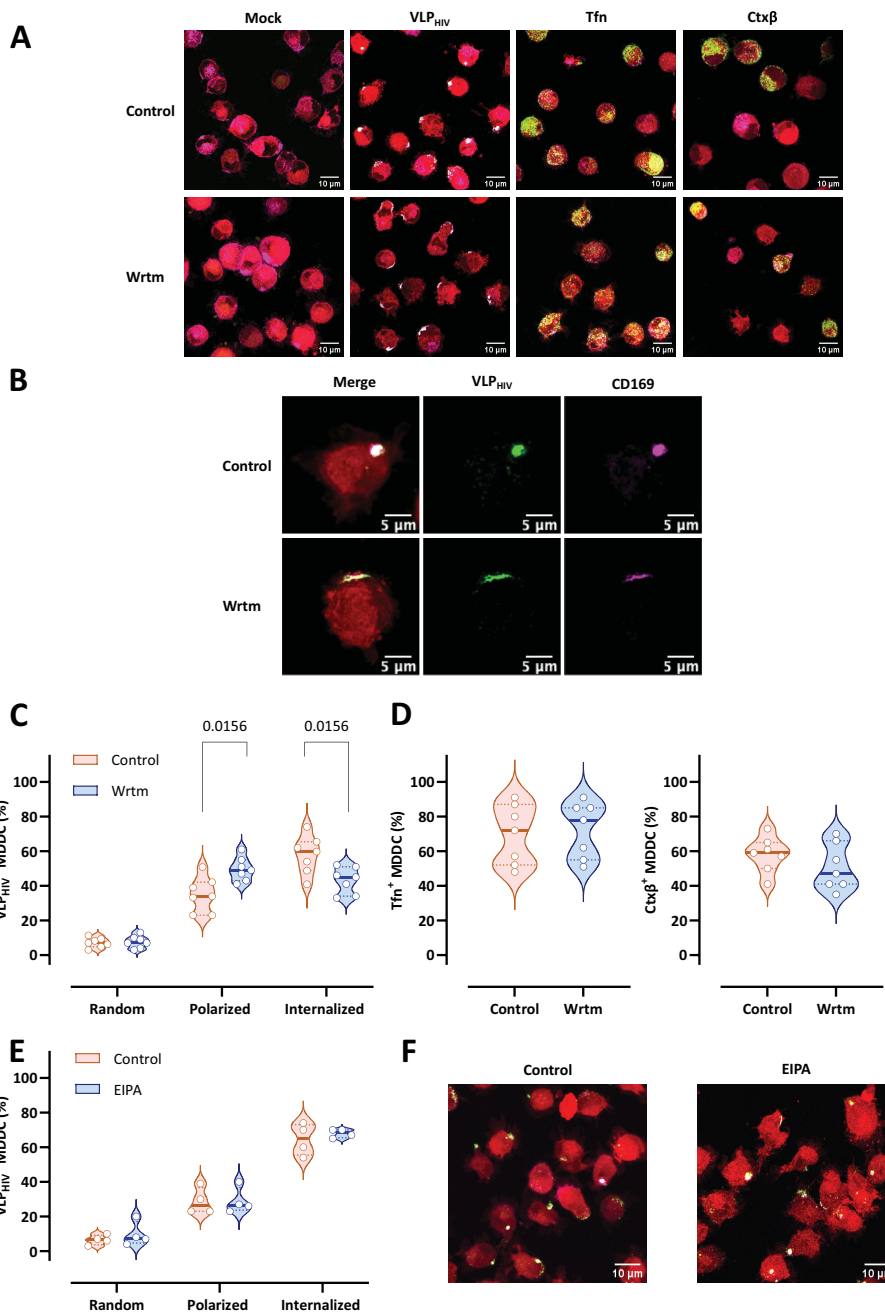 A
Mock VLPHIV Tfn Ctxβ
Control
10 µm 10 µm 10 µm 10 µm
Wrtm
10 µm 10 µm 10 µm 10 µm
B
Merge VLPHIV CD169
Control
5 µm 5 µm 5 µm
Wrtm
5 µm 5 µm 5 µm
C
0.0156 0.0156
Control
Wrtm
VLPHIV MDDC (%)
100
80
60
40
20
0
Random Polarized Internalized
D
Tfn+ MDDC (%)
100
80
60
40
20
0
Control Wrtm
Ctxβ+ MDDC (%)
100
80
60
40
20
0
Control Wrtm
E
Control
EIPA
VLPHIV MDDC (%)
100
80
60
40
20
0
Random Polarized Internalized
F
Control EIPA
10 µm 10 µm